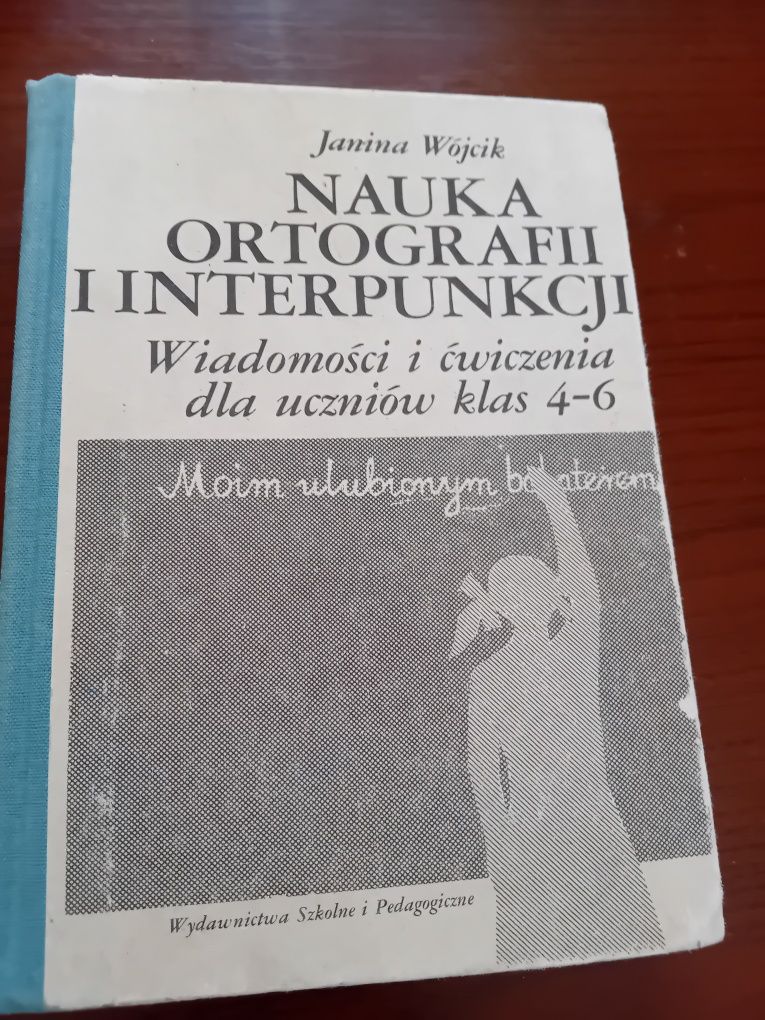 Janina Wójcik
NAUKA
ORTOGRAFII
I INTERPUNKCJI
Wiadomości i ćwiczenia
dla uczniów klas 4-6
Moim ulubionym
Wydawnictwa Szkolne i Pedagogiczne